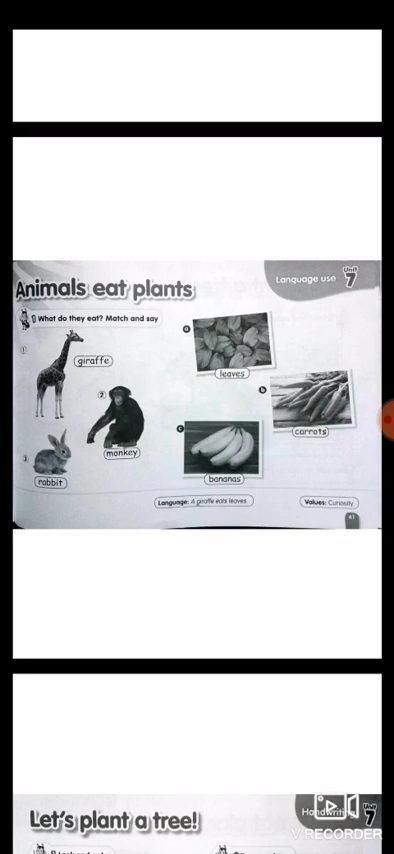 Animals eat plants
Language use
Unit
7
1 What do they eat? Match and say
1
giraffe
2
monkey
3
rabbit
a
leaves
b
carrots
c
bananas
Language: A giraffe eats leaves.
Values: Curiosity
61
Let's plant a tree!
Unit
7
V.RECORDER